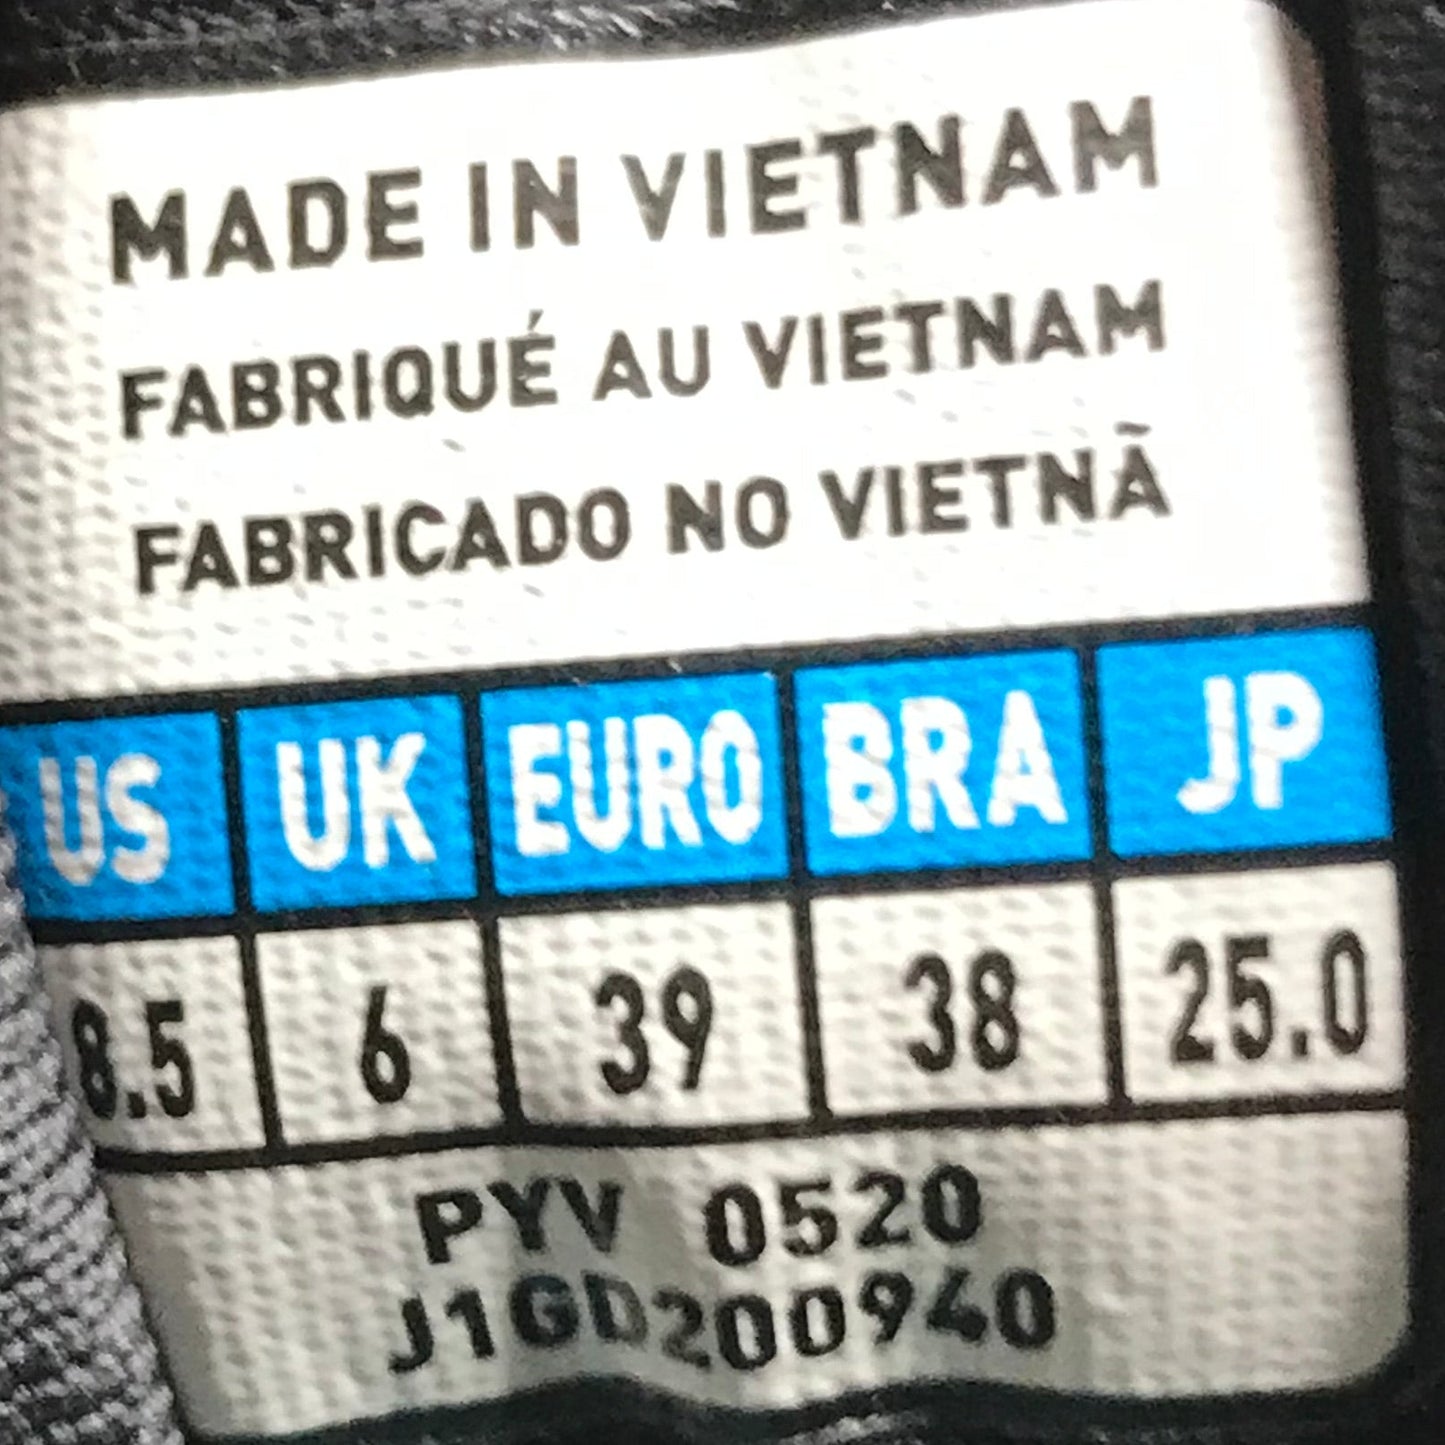 MADE IN VIETNAM
FABRIQUÉ AU VIETNAM
FABRICADO NO VIETNÃ
US UK EURO BRA JP
8.5 6 39 38 25.0
PYV 0520
J1GD200940